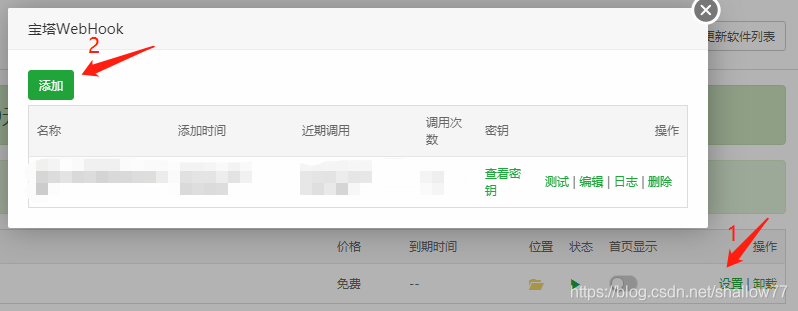 宝塔WebHook
更新软件列表
2
添加
名称 添加时间 近期调用 调用次数 密钥 操作
查看密钥 测试 | 编辑 | 日志 | 删除
1
价格 到期时间 位置 状态 首页显示 操作
免费 -- 设置 | 卸载
https://blog.csdn.net/shallow77